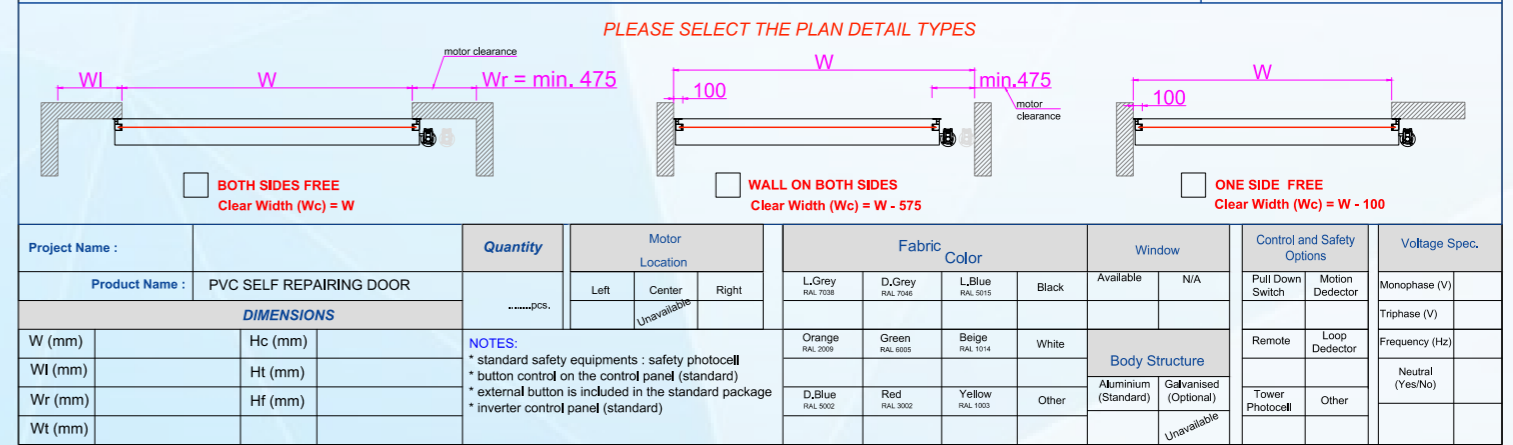 PLEASE SELECT THE PLAN DETAIL TYPES
motor clearance
Wl
W
Wr = min. 475
BOTH SIDES FREE
Clear Width (Wc) = W
W
100
min.475
motor
clearance
WALL ON BOTH SIDES
Clear Width (Wc) = W - 575
W
100
ONE SIDE FREE
Clear Width (Wc) = W - 100
Project Name :
Product Name : PVC SELF REPAIRING DOOR
DIMENSIONS
W (mm) Hc (mm)
Wl (mm) Ht (mm)
Wr (mm) Hf (mm)
Wt (mm)
Quantity
........pcs.
Motor
Location
Left Center Right
Unavailable
NOTES:
* standard safety equipments : safety photocell
* button control on the control panel (standard)
* external button is included in the standard package
* inverter control panel (standard)
Fabric
Color
L.Grey D.Grey L.Blue Black
RAL 7038 RAL 7046 RAL 5015
Orange Green Beige White
RAL 2009 RAL 6005 RAL 1014
D.Blue Red Yellow Other
RAL 5002 RAL 3002 RAL 1003
Window
Available N/A
Body Structure
Aluminium Galvanised
(Standard) (Optional)
Unavailable
Control and Safety
Options
Pull Down Motion
Switch Dedector
Remote Loop
Dedector
Tower Other
Photocell
Voltage Spec.
Monophase (V)
Triphase (V)
Frequency (Hz)
Neutral
(Yes/No)